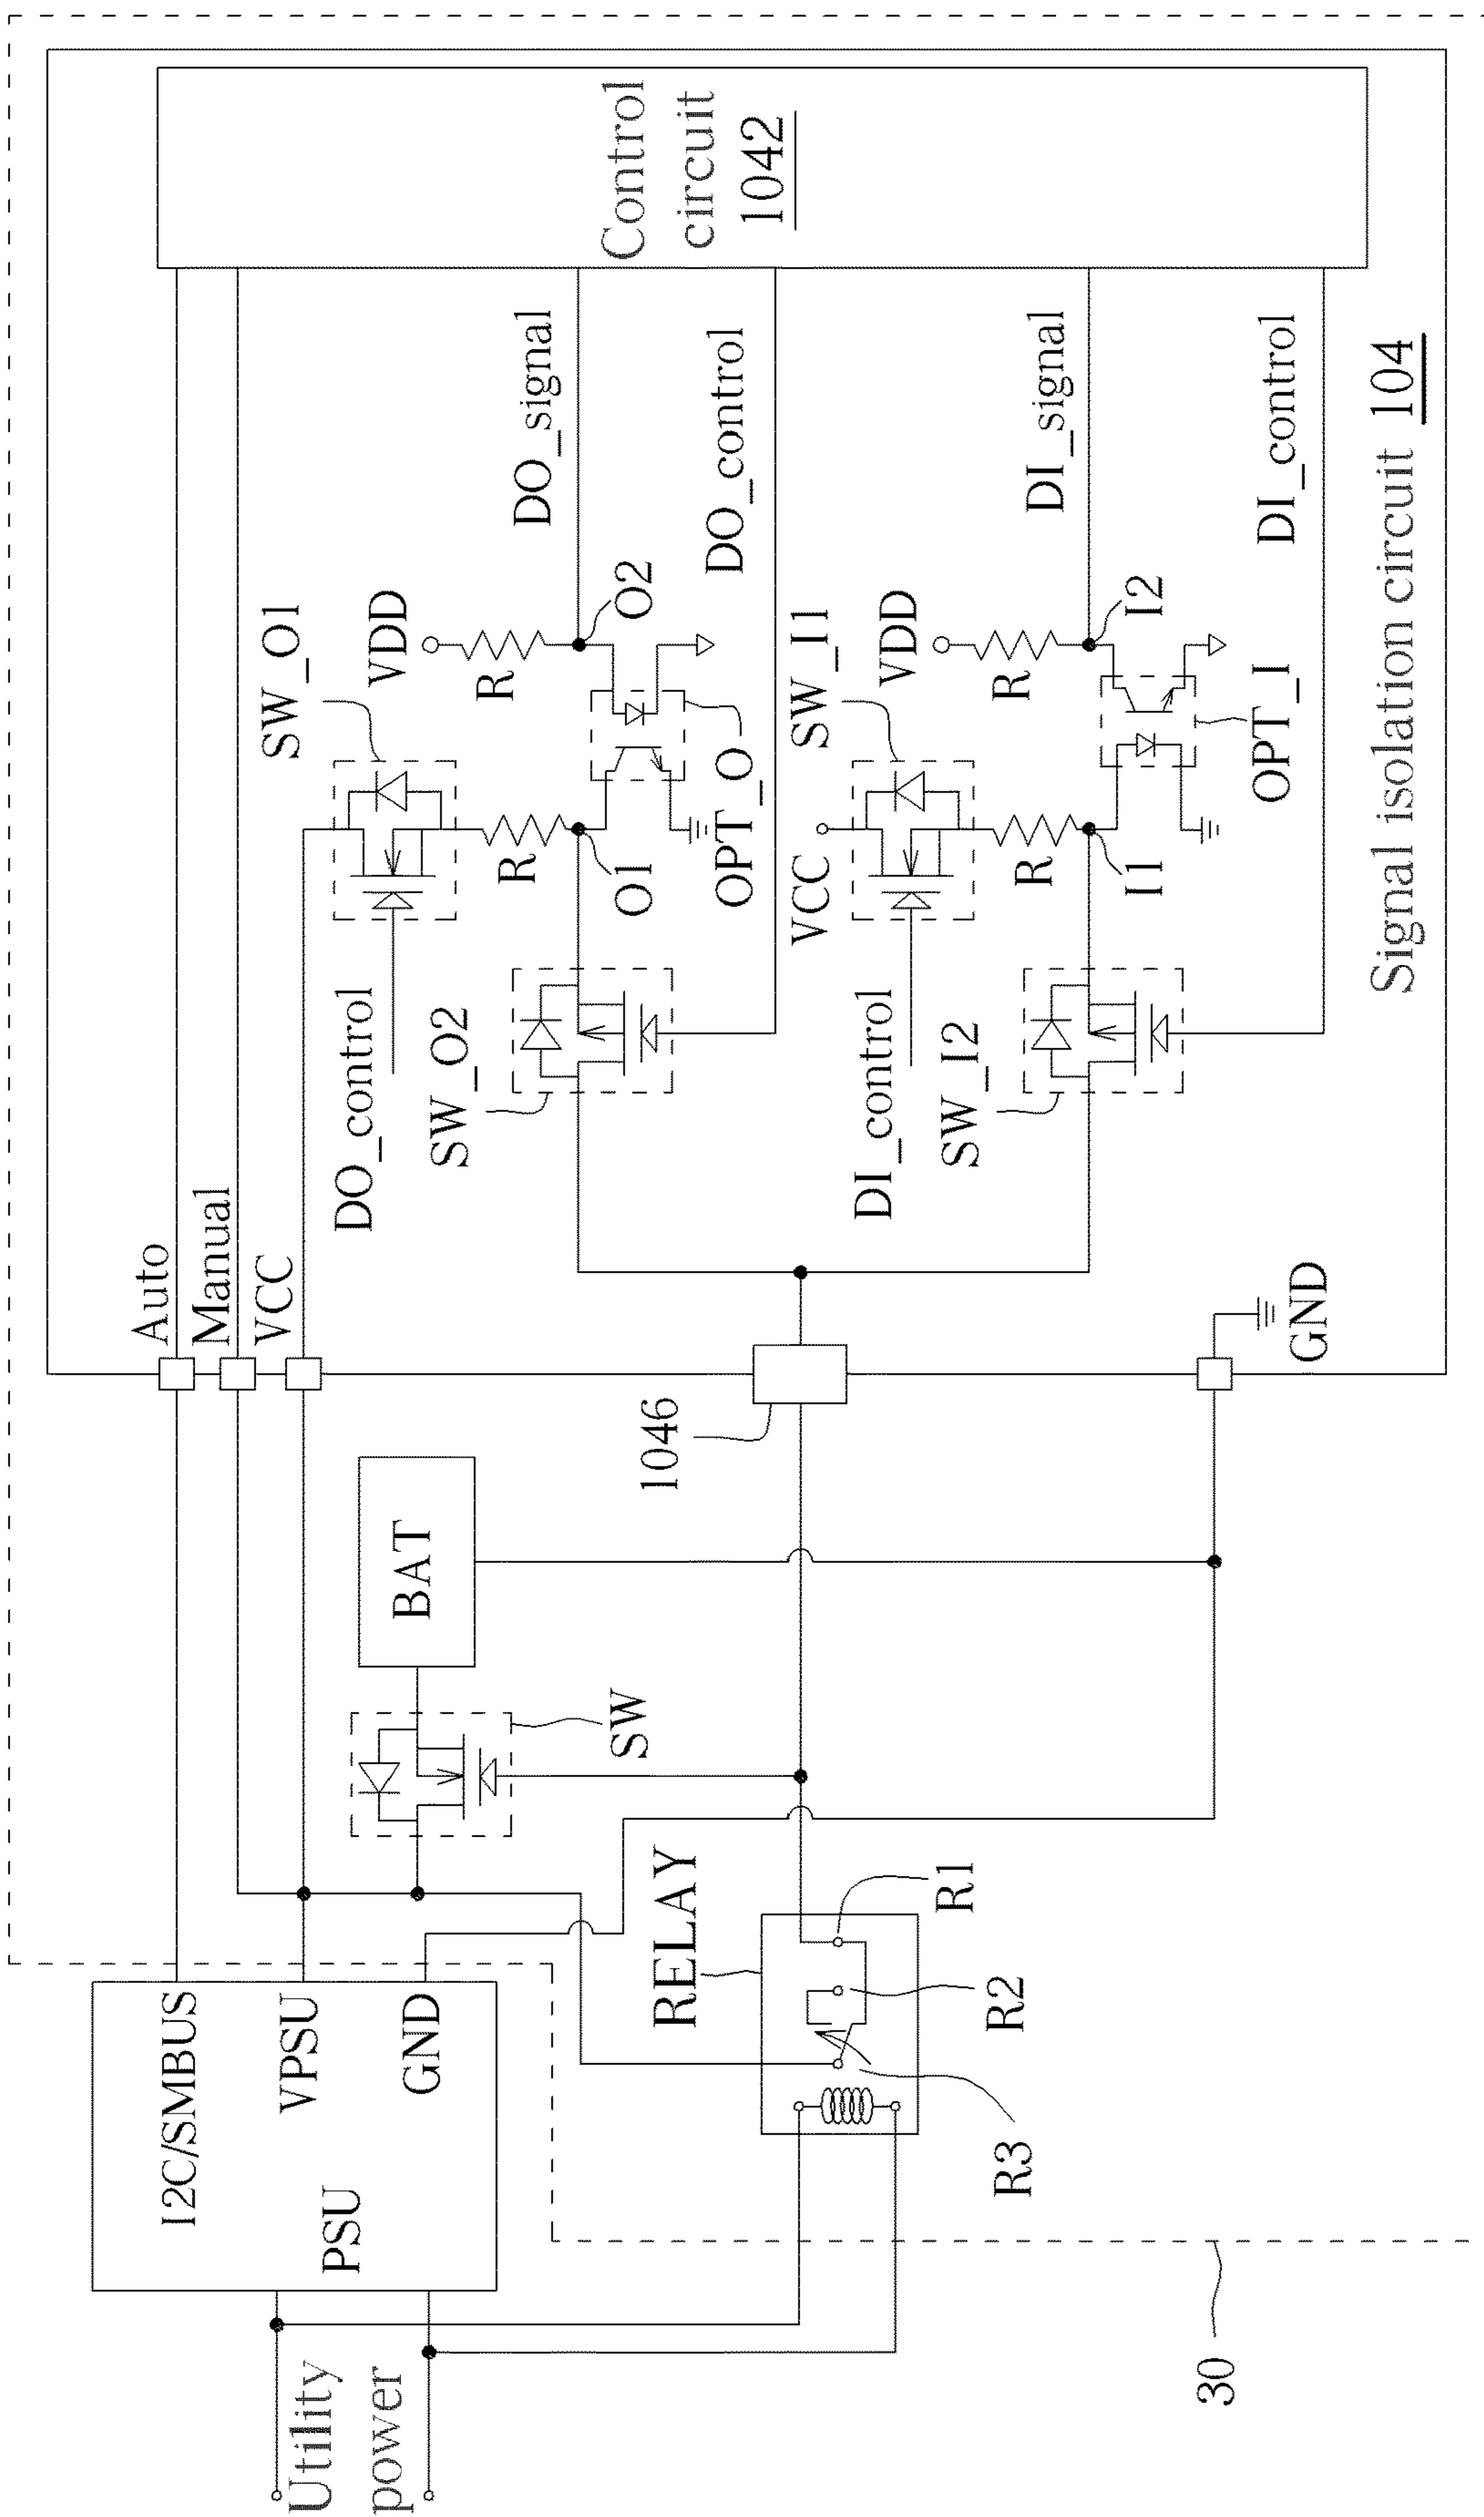 Utility
power
PSU
I2C/SMBUS
VPSU
GND
RELAY
R1
R2
R3
30
SW
BAT
1046
Auto
Manual
VCC
GND
DO_control
SW_O2
SW_O1
VDD
R
R
O1
O2
OPT_O
DO_signal
DO_control
DI_control
SW_I2
VCC
SW_I1
VDD
R
R
I1
I2
OPT_I
DI_signal
DI_control
Control
circuit
1042
Signal isolation circuit 104